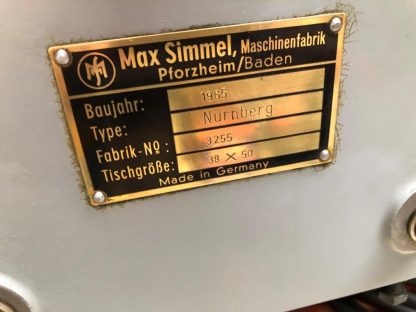 Max Simmel, Maschinenfabrik
Pforzheim/Baden
Baujahr: 1965
Type: Nürnberg
Fabrik-Nº: 3255
Tischgröße: 38 X 50
Made in Germany